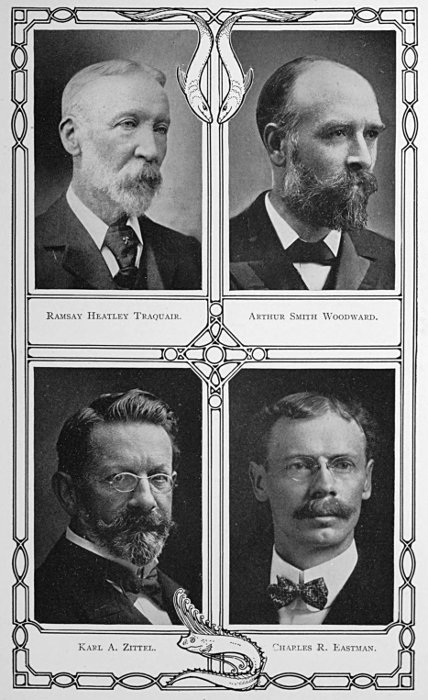 RAMSAY HEATLEY TRAQUAIR.
ARTHUR SMITH WOODWARD.
KARL A. ZITTEL.
CHARLES R. EASTMAN.